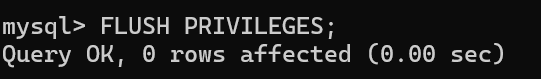 mysql> FLUSH PRIVILEGES;
Query OK, 0 rows affected (0.00 sec)